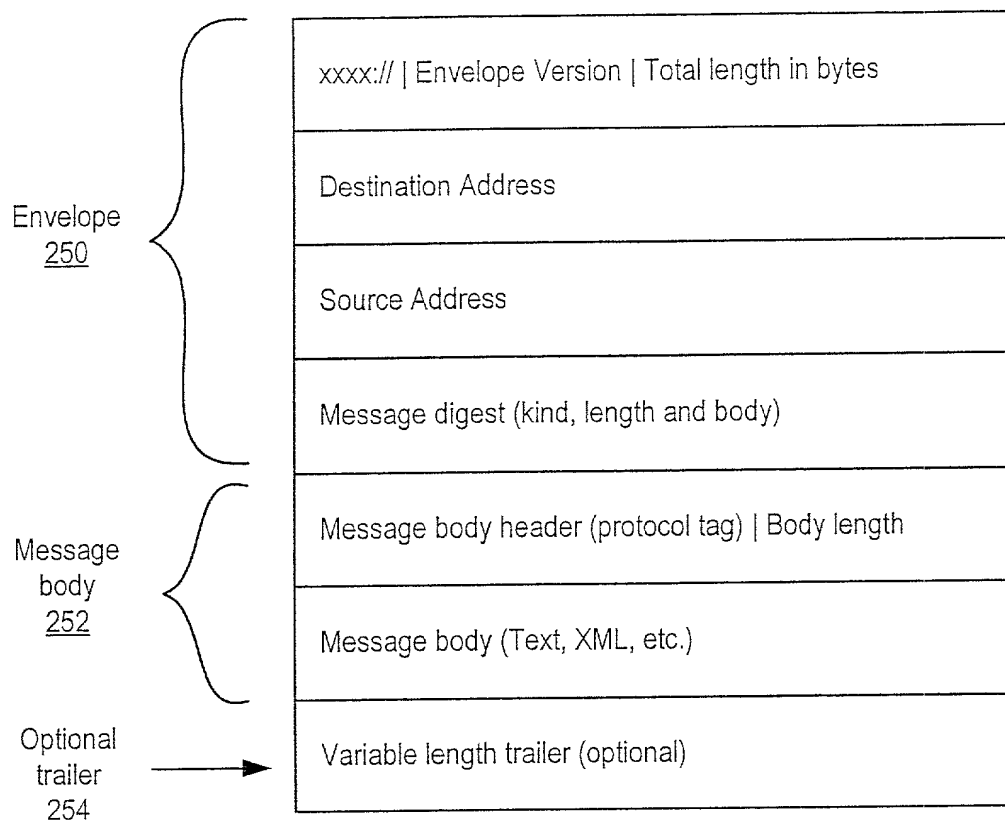 xxxx:// | Envelope Version | Total length in bytes
Destination Address
Envelope
250
Source Address
Message digest (kind, length and body)
Message body header (protocol tag) | Body length
Message
body
252
Message body (Text, XML, etc.)
Optional
trailer
254
Variable length trailer (optional)